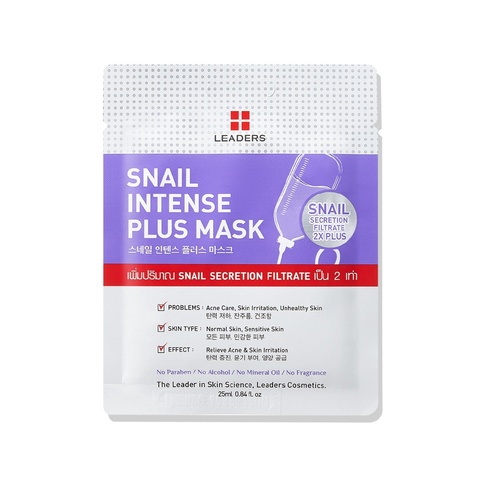 LEADERS
SNAIL
INTENSE
PLUS MASK
스네일 인텐스 플러스 마스크
SNAIL
SECRETION
FILTRATE
2X PLUS
เพิ่มปริมาณ SNAIL SECRETION FILTRATE เป็น 2 เท่า
PROBLEMS : Acne Care, Skin Irritation, Unhealthy Skin
탄력 저하, 잔주름, 건조함
SKIN TYPE : Normal Skin, Sensitive Skin
모든 피부, 민감한 피부
EFFECT : Relieve Acne & Skin Irritation
탄력 증진, 윤기 부여, 영양 공급
No Paraben / No Alcohol / No Mineral Oil / No Fragrance
The Leader in Skin Science, Leaders Cosmetics.
25ml, 0.84 fl, oz